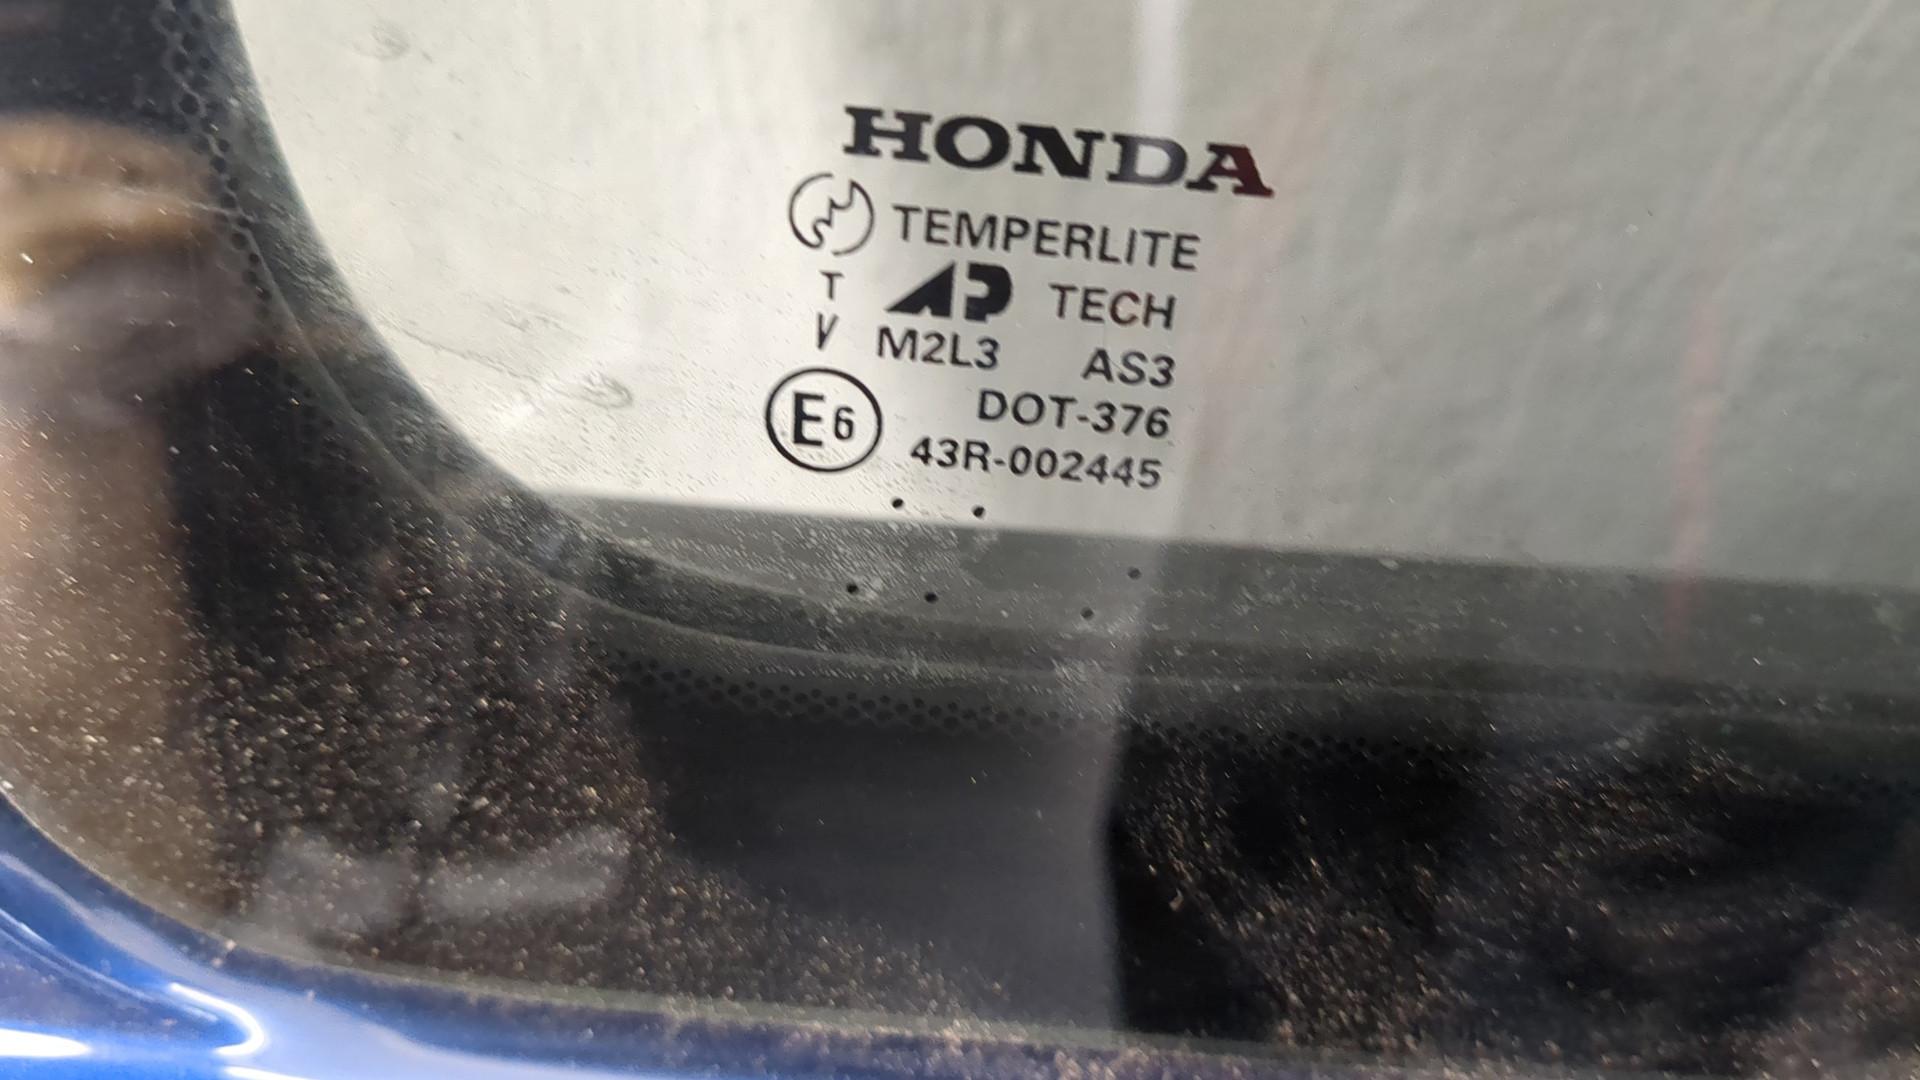 HONDA
TEMPERLITE
T AP TECH
V M2L3 AS3
DOT-376
E6 43R-002445